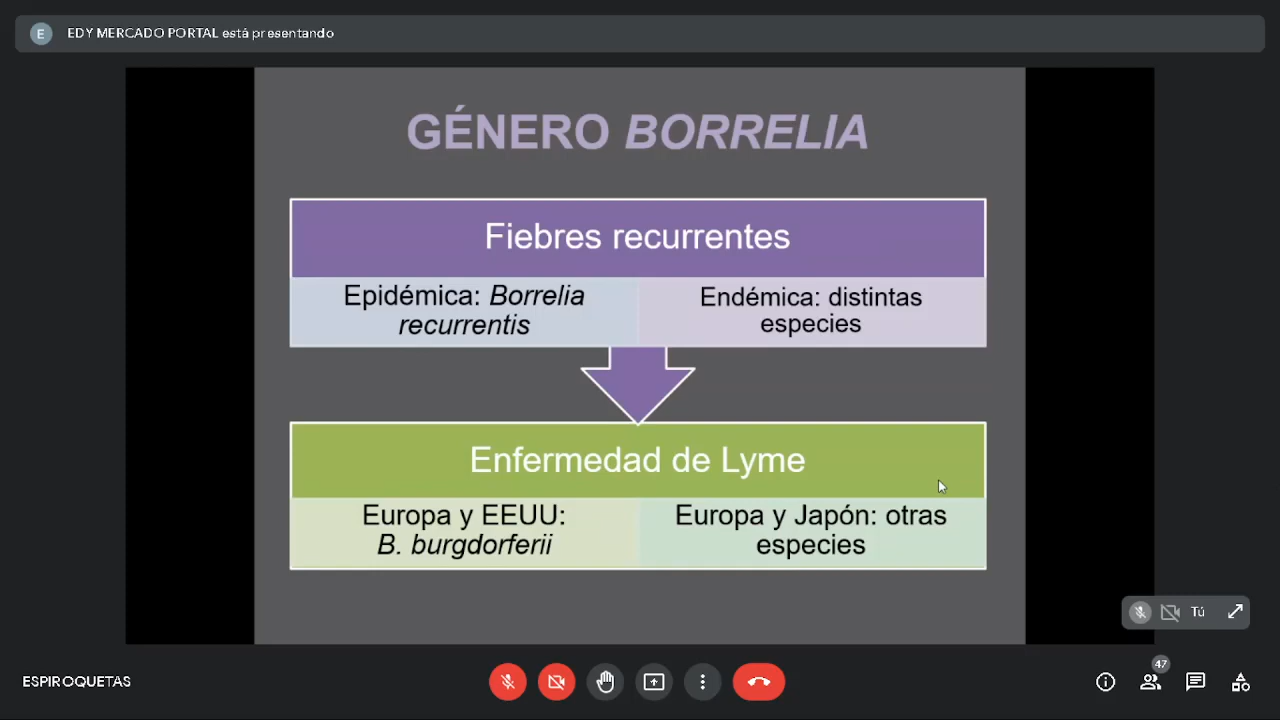 E
EDY MERCADO PORTAL está presentando
GÉNERO BORRELIA
Fiebres recurrentes
Epidémica: Borrelia
recurrentis
Endémica: distintas
especies
Enfermedad de Lyme
Europa y EEUU:
B. burgdorferii
Europa y Japón: otras
especies
Tú
ESPIROQUETAS
47